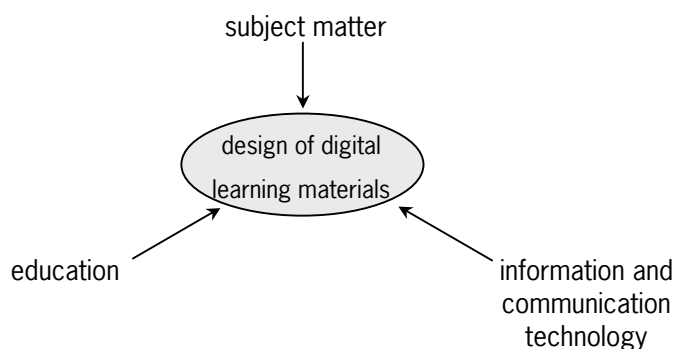 subject matter
design of digital
learning materials
education
information and
communication
technology